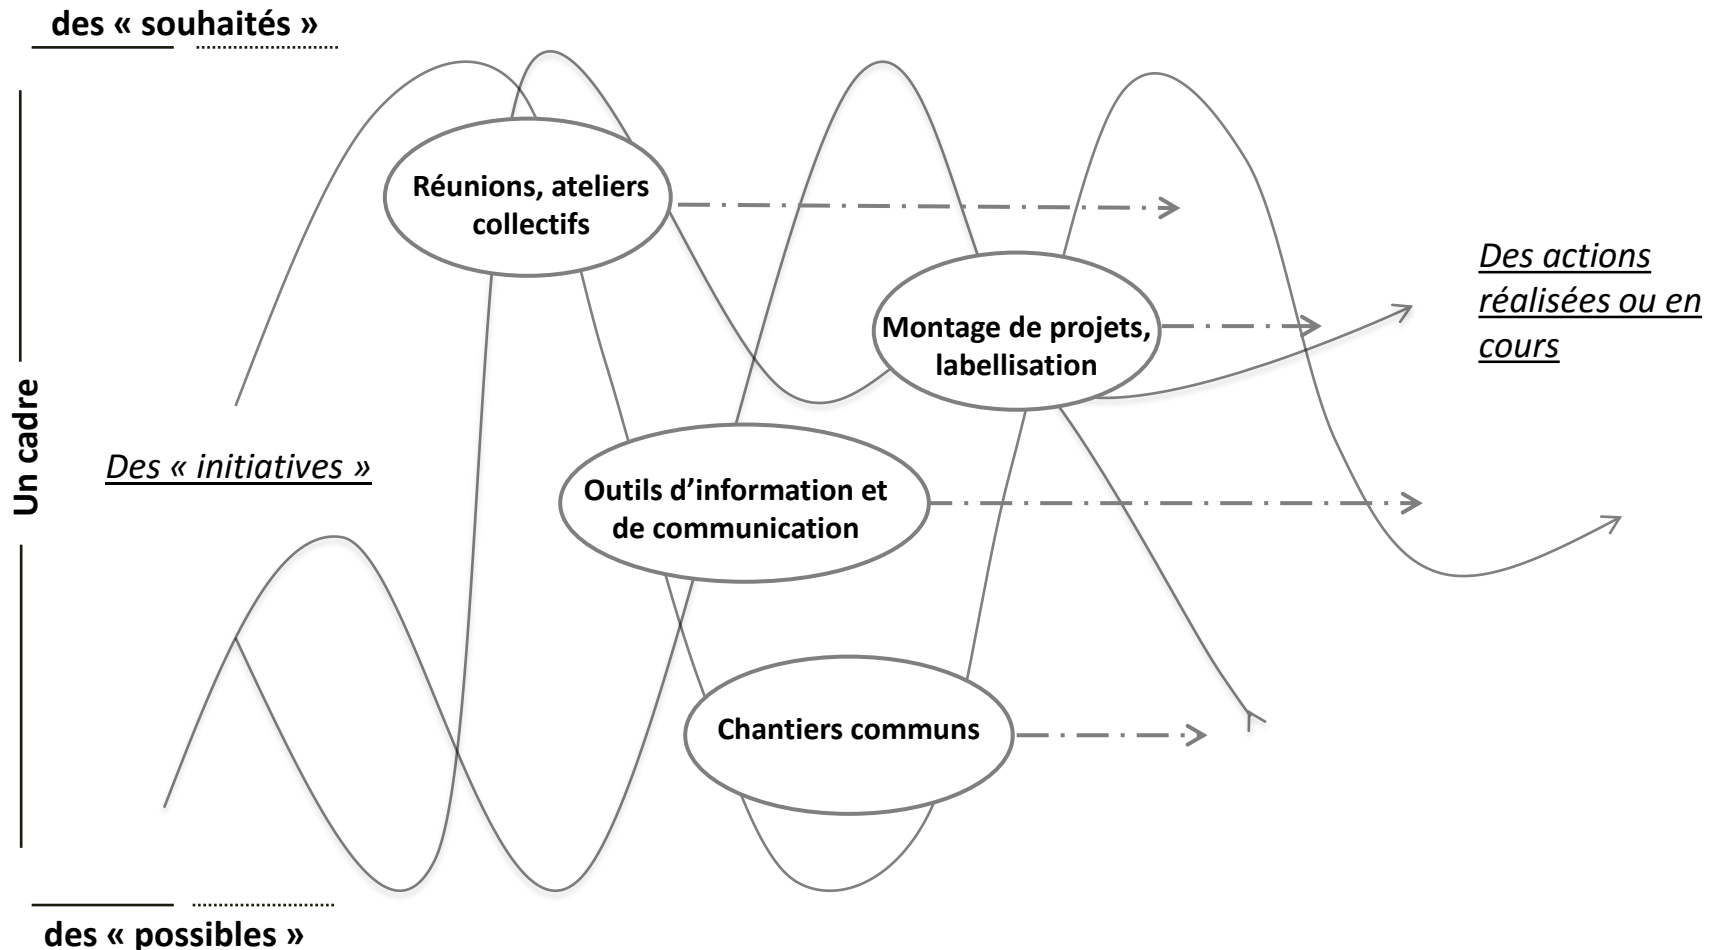 des « souhaités »
Réunions, ateliers
collectifs
Des actions
réalisées ou en
cours
Montage de projets,
labellisation
Un cadre
Des « initiatives »
Outils d’information et
de communication
Chantiers communs
des « possibles »